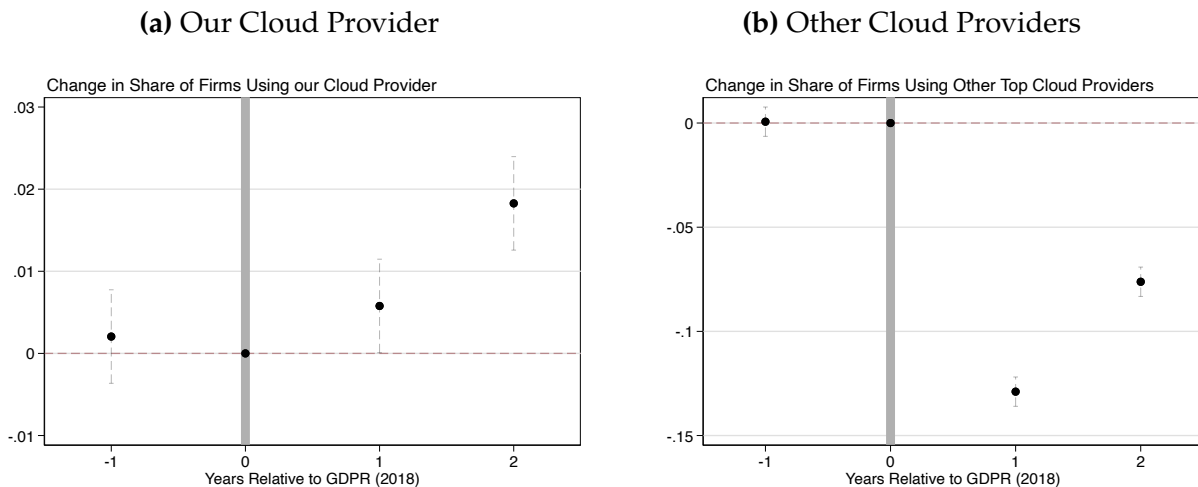 (a) Our Cloud Provider
Change in Share of Firms Using our Cloud Provider
.03
.02
.01
0
-.01
-1 0 1 2
Years Relative to GDPR (2018)
(b) Other Cloud Providers
Change in Share of Firms Using Other Top Cloud Providers
0
-.05
-.1
-.15
-1 0 1 2
Years Relative to GDPR (2018)